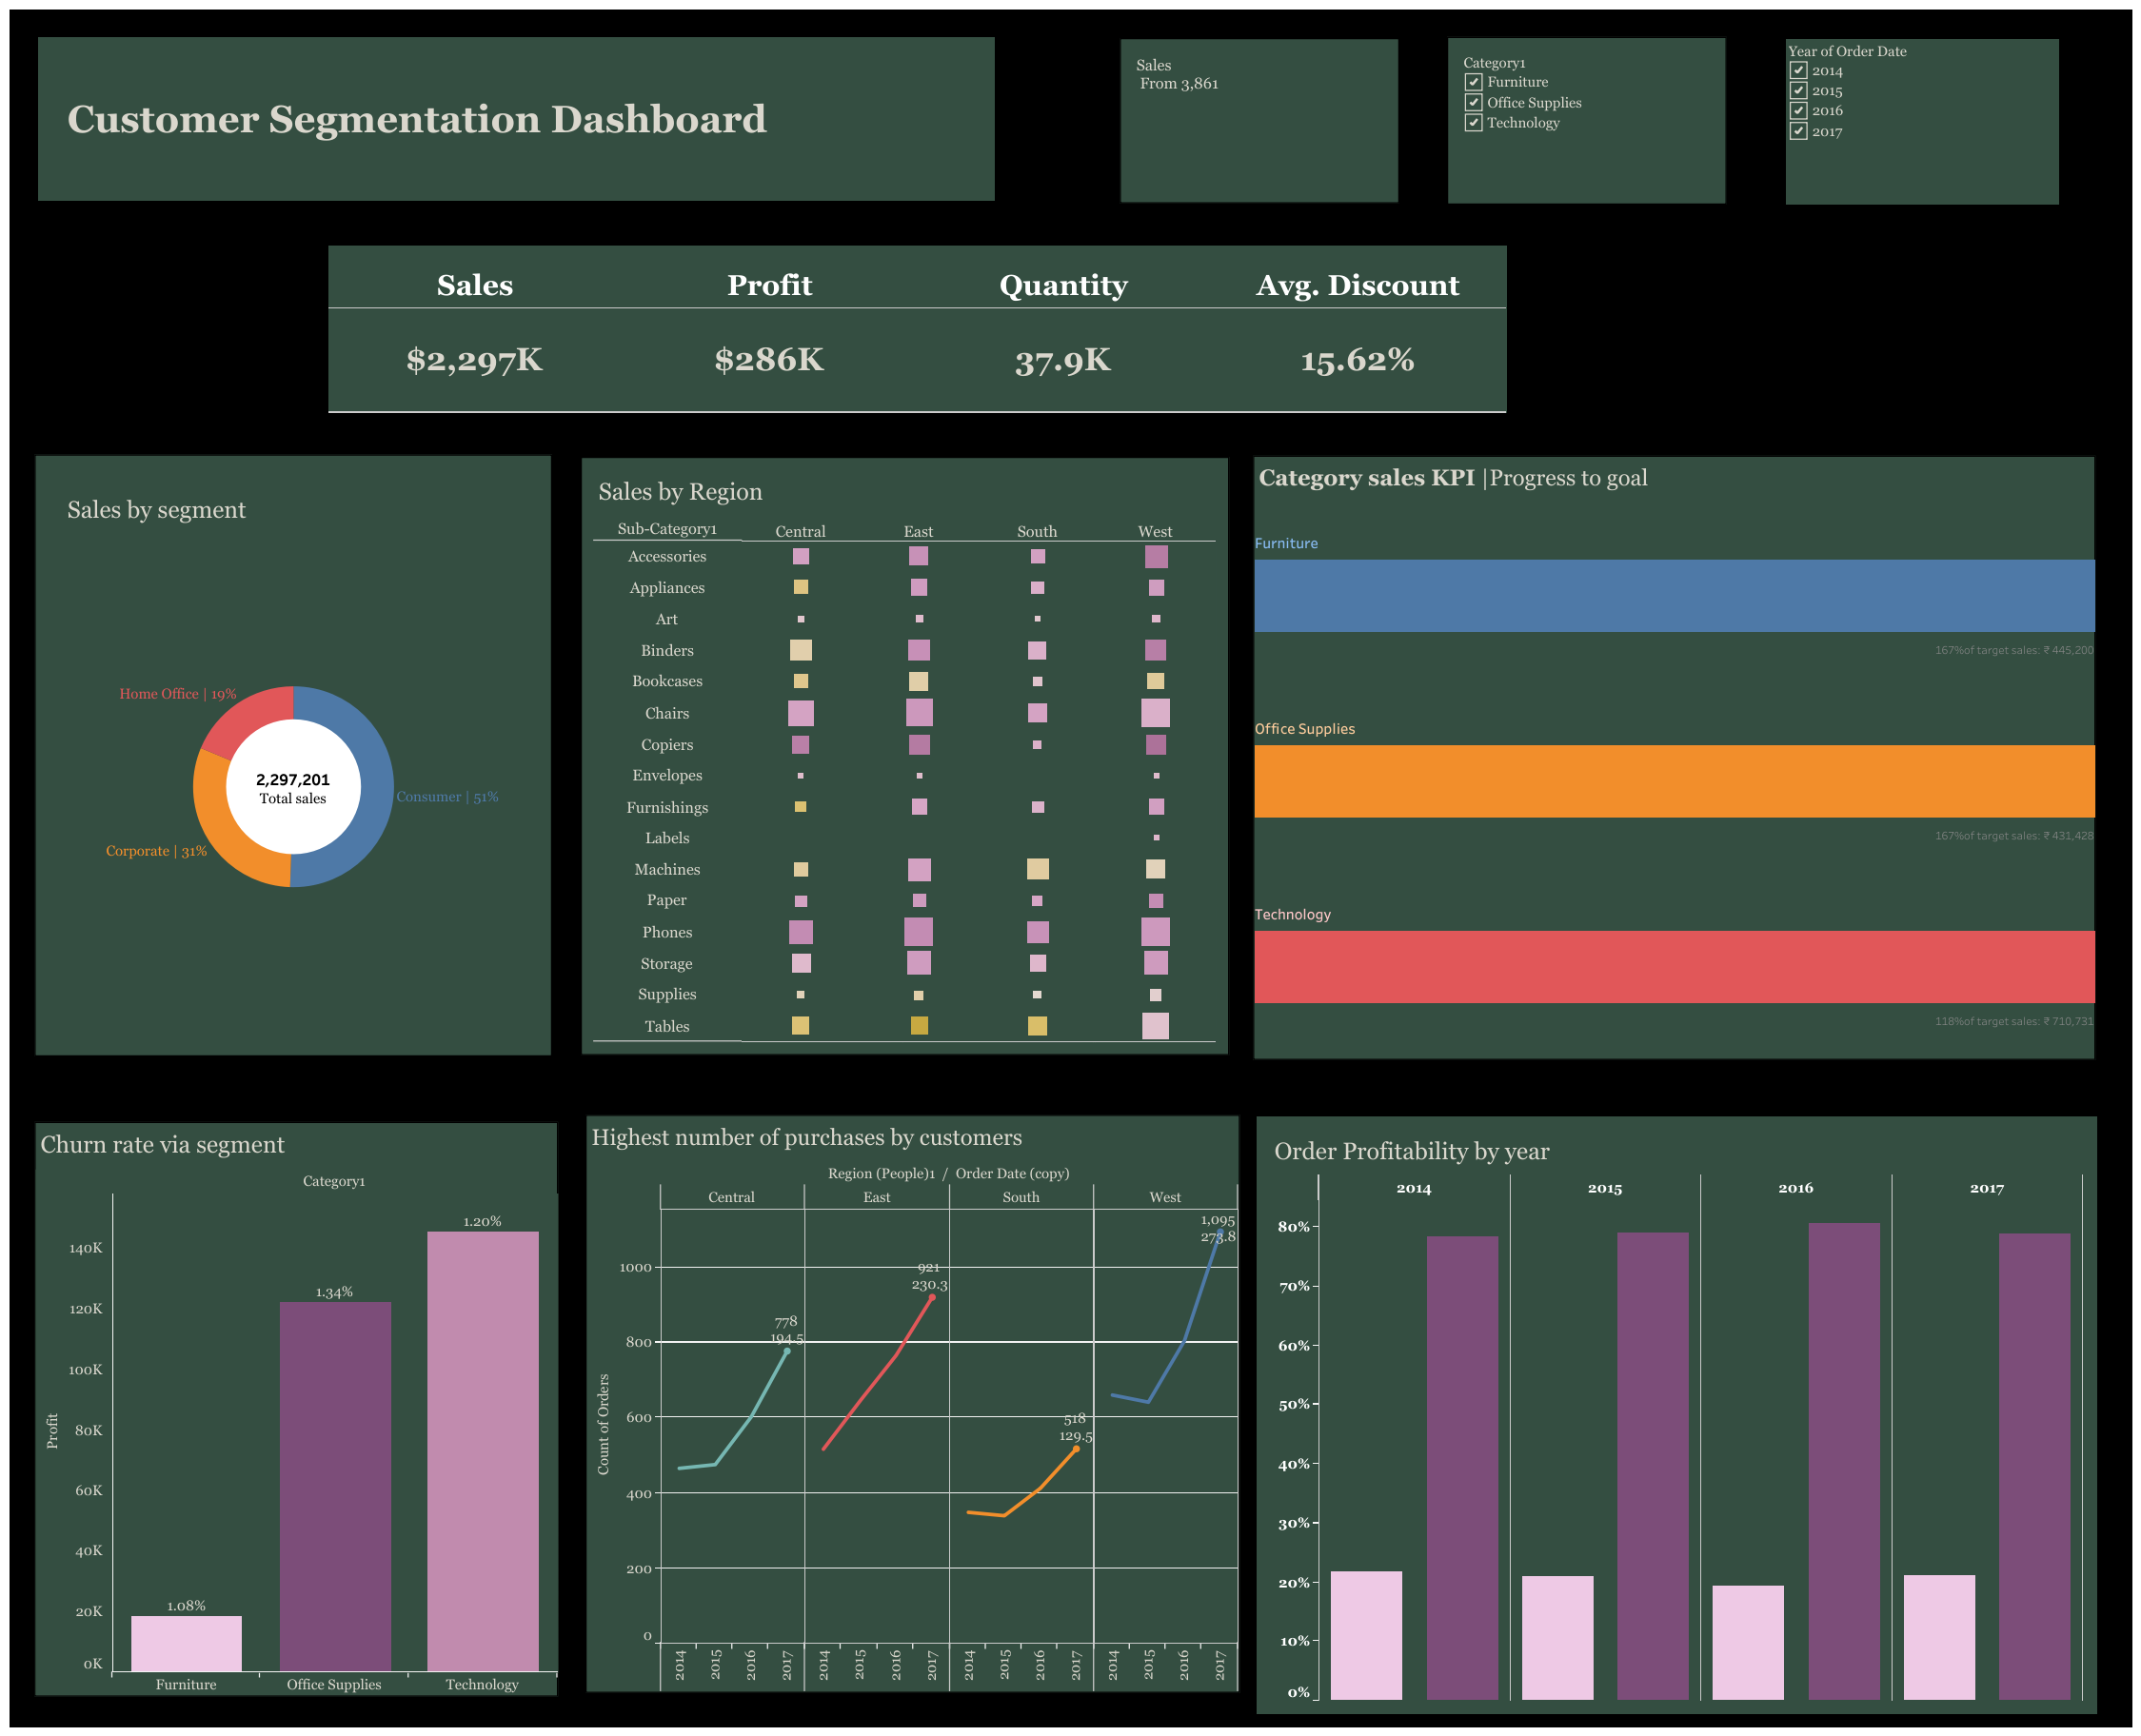 Customer Segmentation Dashboard
Sales
From 3,861
Category1
Furniture
Office Supplies
Technology
Year of Order Date
2014
2015
2016
2017
Sales Profit Quantity Avg. Discount
$2,297K $286K 37.9K 15.62%
Sales by segment
Home Office | 19%
2,297,201
Total sales
Consumer | 51%
Corporate | 31%
Sales by Region
Sub-Category1 Central East South West
Accessories
Appliances
Art
Binders
Bookcases
Chairs
Copiers
Envelopes
Furnishings
Labels
Machines
Paper
Phones
Storage
Supplies
Tables
Category sales KPI |Progress to goal
Furniture
167%of target sales: ₹ 445,200
Office Supplies
167%of target sales: ₹ 431,428
Technology
118%of target sales: ₹ 710,731
Churn rate via segment
Category1
Profit
140K
120K
100K
80K
60K
40K
20K
0K
1.08%
1.34%
1.20%
Furniture Office Supplies Technology
Highest number of purchases by customers
Region (People)1 / Order Date (copy)
Central East South West
Count of Orders
1000
800
600
400
200
0
778
194.5
921
230.3
518
129.5
1,095
273.8
2014 2015 2016 2017 2014 2015 2016 2017 2014 2015 2016 2017 2014 2015 2016 2017
Order Profitability by year
2014 2015 2016 2017
80%
70%
60%
50%
40%
30%
20%
10%
0%